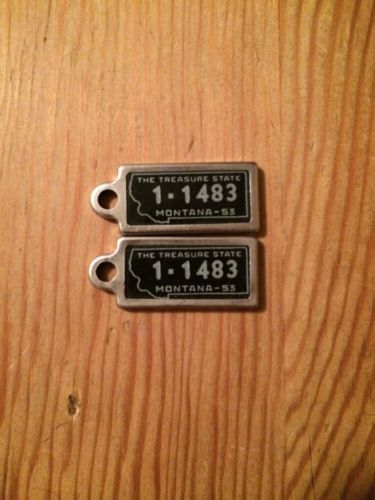 THE TREASURE STATE
1-1483
MONTANA-53
THE TREASURE STATE
1-1483
MONTANA-53